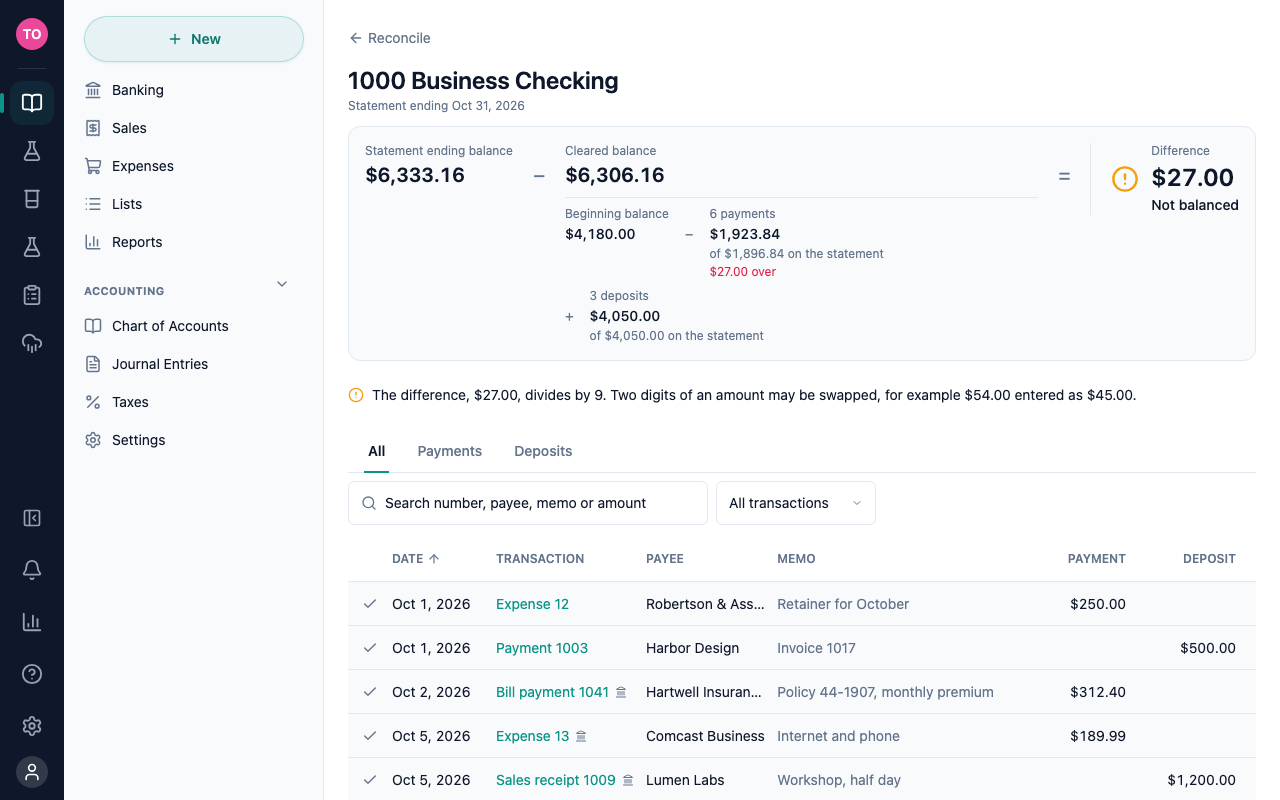 TO
New
Banking
Sales
Expenses
Lists
Reports
ACCOUNTING
Chart of Accounts
Journal Entries
Taxes
Settings
Reconcile
1000 Business Checking
Statement ending Oct 31, 2026
Statement ending balance
$6,333.16
–
Cleared balance
$6,306.16
=
Difference
$27.00
Not balanced
Beginning balance
$4,180.00
–
6 payments
$1,923.84
of $1,896.84 on the statement
$27.00 over
+
3 deposits
$4,050.00
of $4,050.00 on the statement
The difference, $27.00, divides by 9. Two digits of an amount may be swapped, for example $54.00 entered as $45.00.
All Payments Deposits
Search number, payee, memo or amount All transactions
DATE TRANSACTION PAYEE MEMO PAYMENT DEPOSIT
Oct 1, 2026 Expense 12 Robertson & Ass... Retainer for October $250.00
Oct 1, 2026 Payment 1003 Harbor Design Invoice 1017 $500.00
Oct 2, 2026 Bill payment 1041 Hartwell Insuran... Policy 44-1907, monthly premium $312.40
Oct 5, 2026 Expense 13 Comcast Business Internet and phone $189.99
Oct 5, 2026 Sales receipt 1009 Lumen Labs Workshop, half day $1,200.00